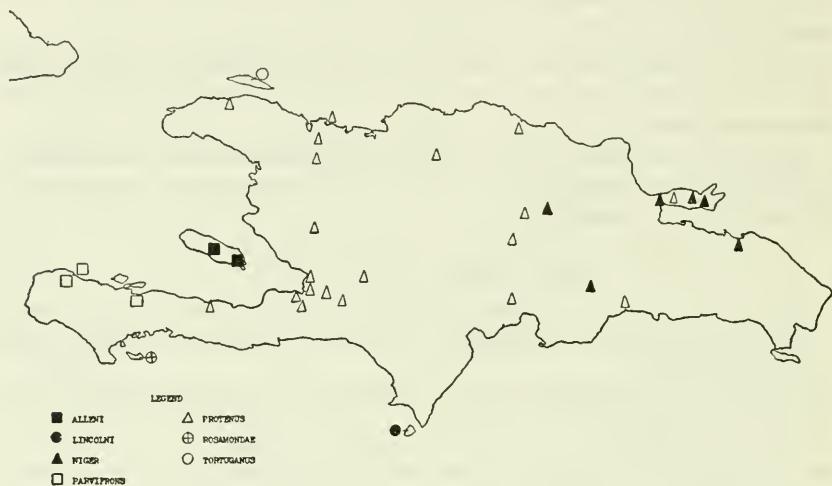 LEGEND
ALLENI
LINCOLNI
NIGER
PARVIFRONS
PROTENUS
ROSAMONDAE
TORTUGANUS